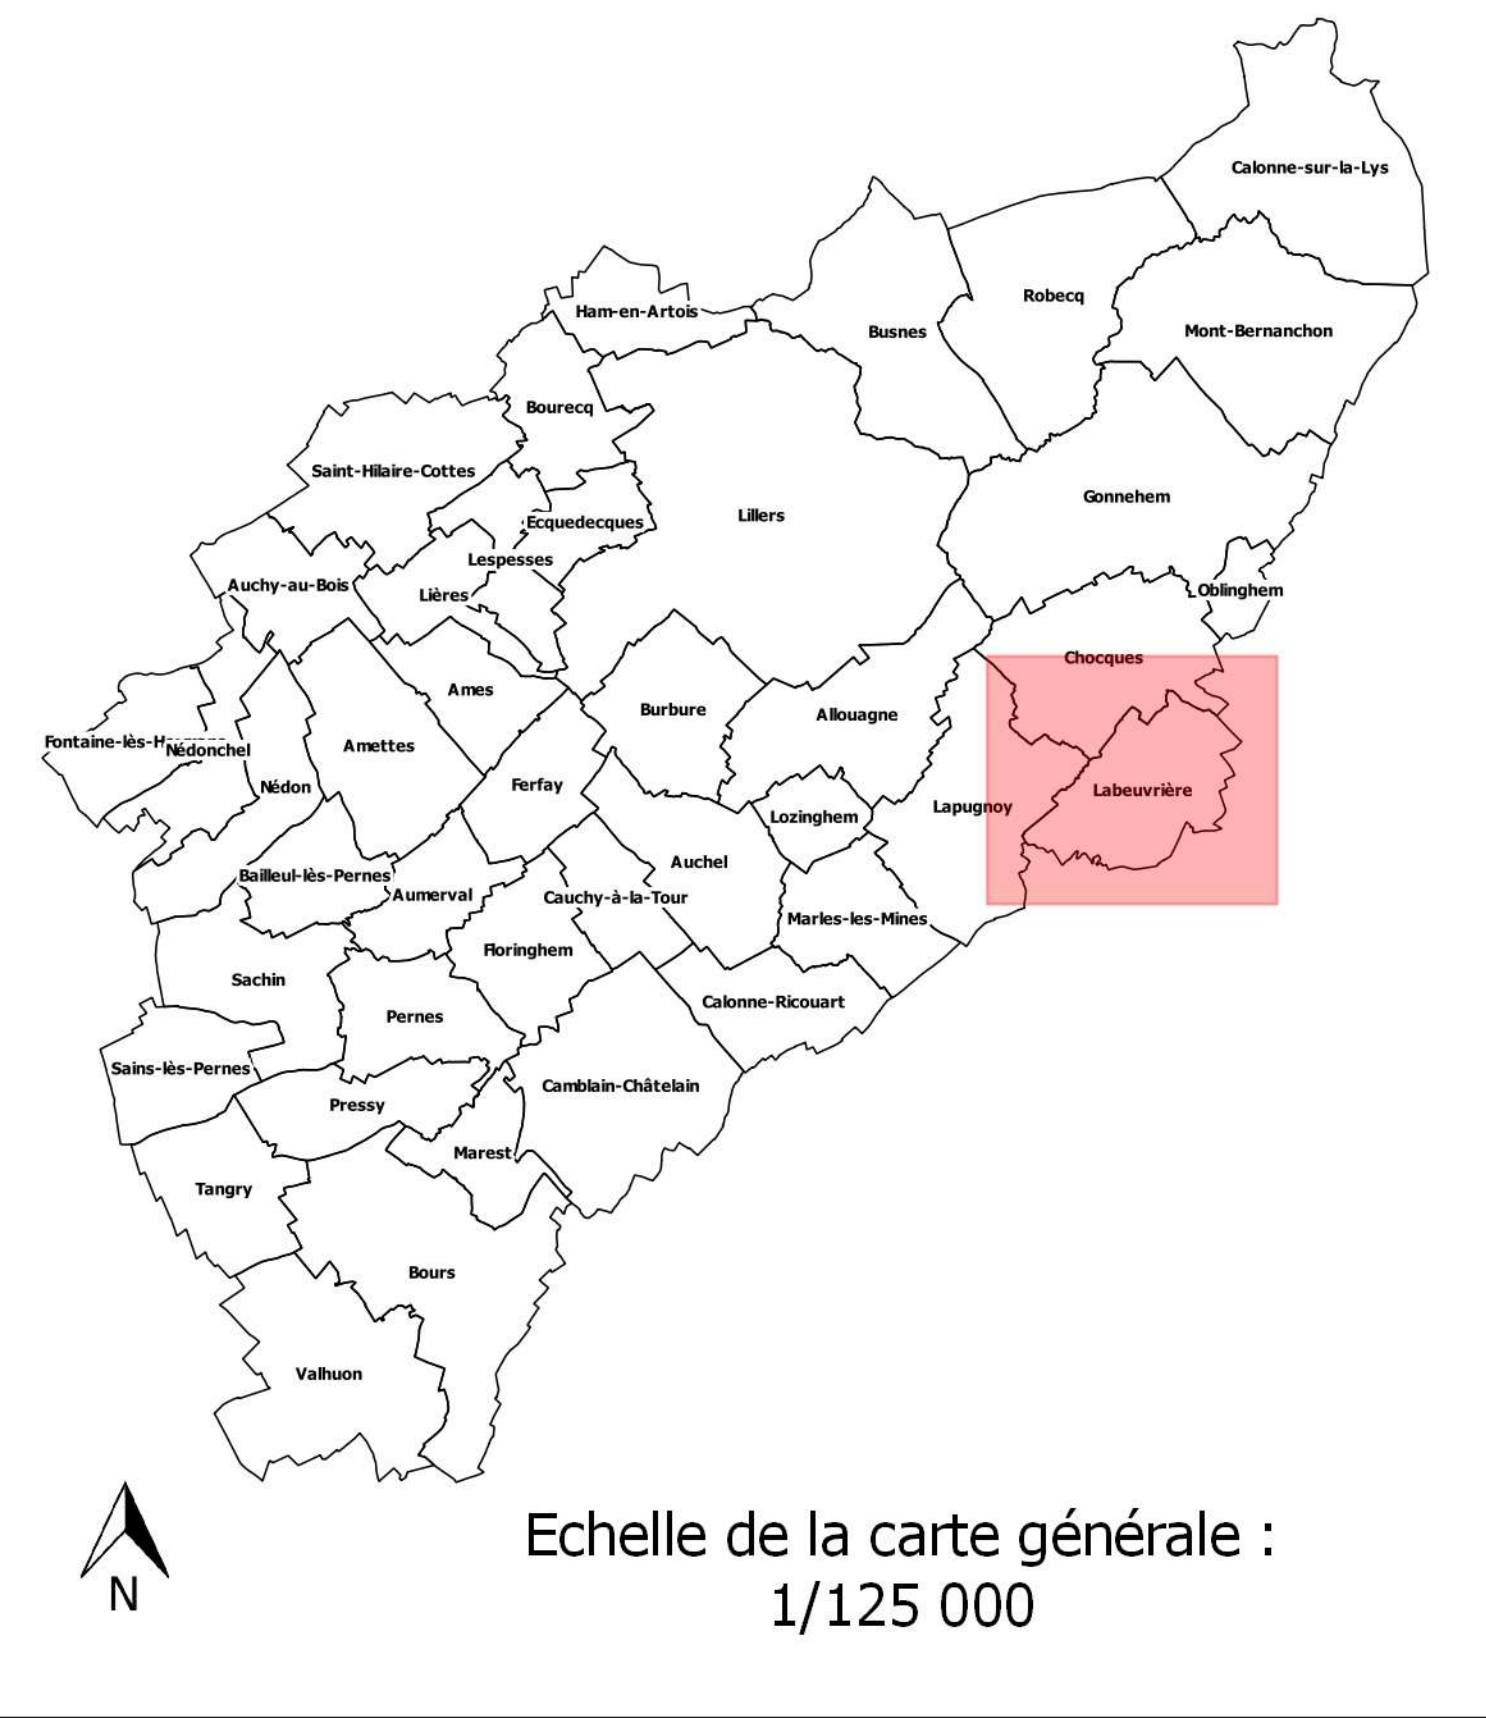 Calonne-sur-la-Lys
Robecq
Ham-en-Artois
Busnes
Mont-Bernanchon
Bourecq
Saint-Hilaire-Cottes
Gonnehem
Lillers
Ecquedecques
Lespesses
Auchy-au-Bois
Lières
Oblinghem
Chocques
Ames
Burbure
Allouagne
Fontaine-lès-H
Nédonchel
Amettes
Nédon
Ferfay
Labeuvrière
Lapugnoy
Lozinghem
Auchel
Bailleul-lès-Pernes
Aumerval
Cauchy-à-la-Tour
Marles-les-Mines
Floringhem
Sachin
Calonne-Ricouart
Pernes
Sains-lès-Pernes
Camblain-Châtelain
Pressy
Marest
Tangry
Bours
Valhuon
N
Echelle de la carte générale :
1/125 000